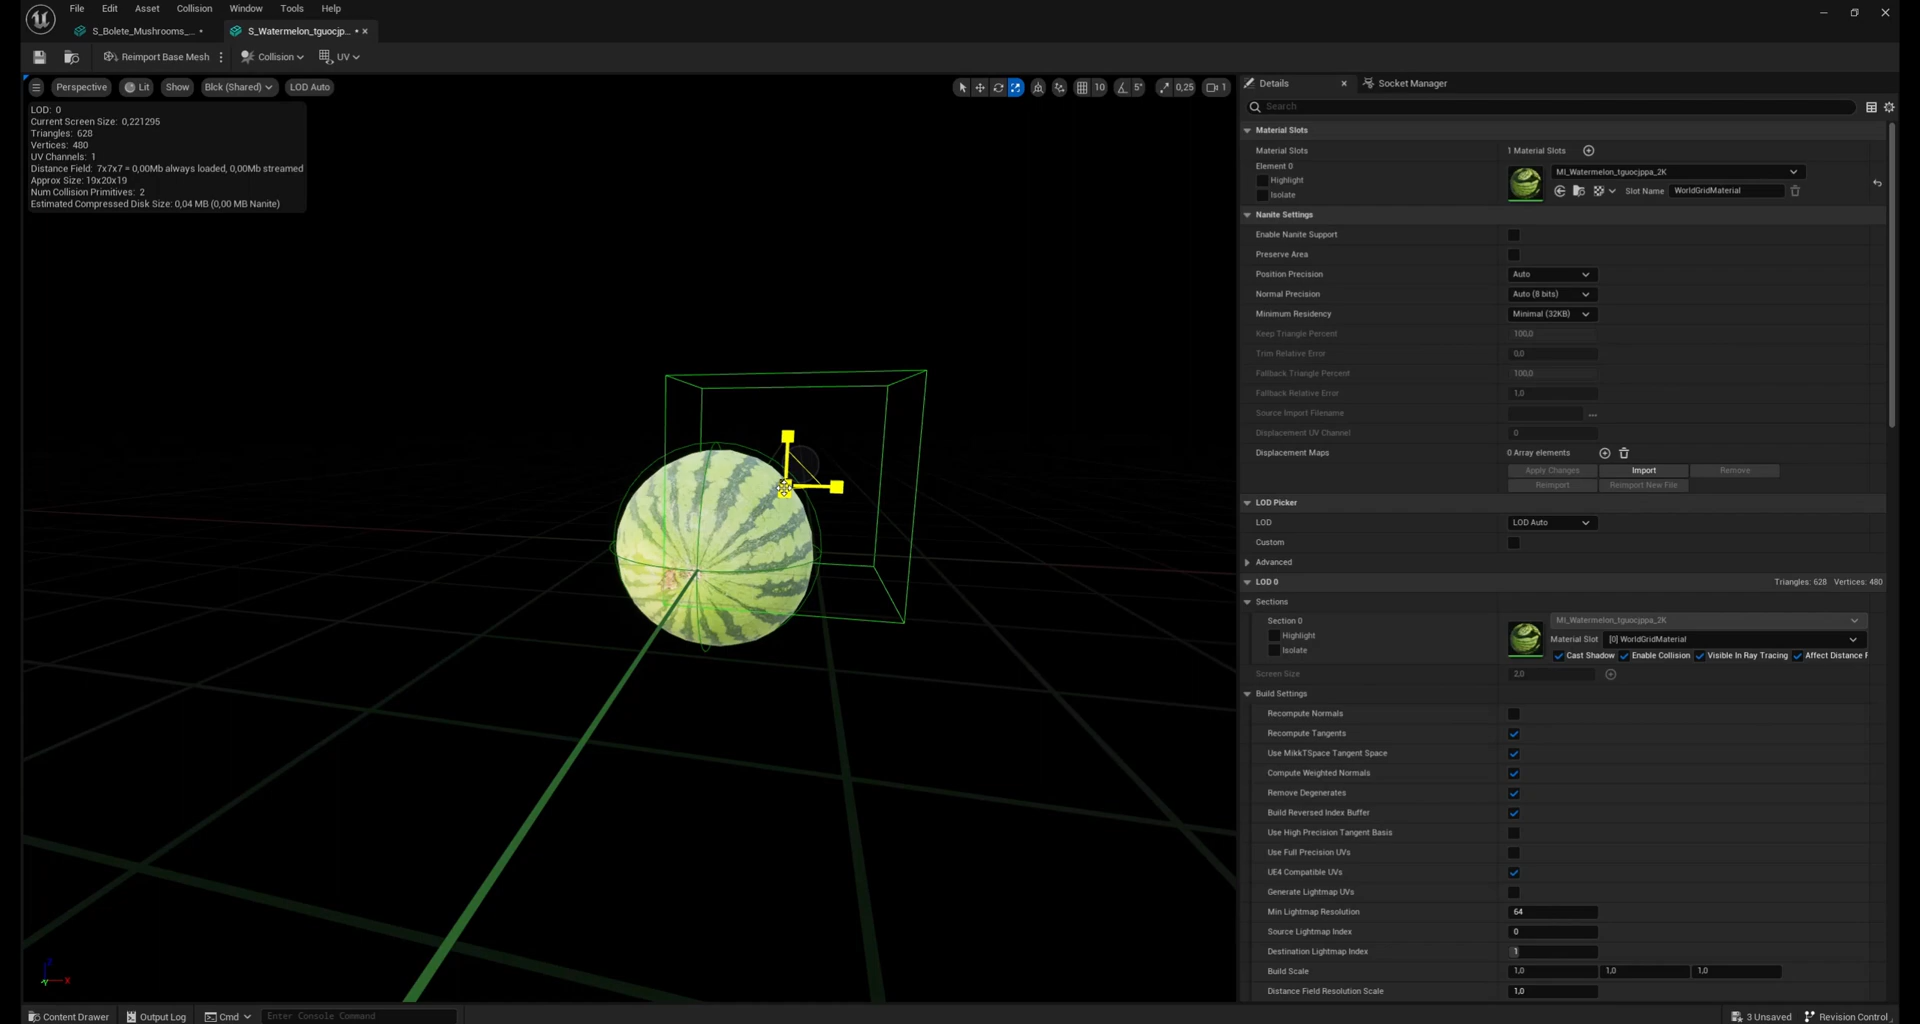 File Edit Asset Collision Window Tools Help
S_Bolete_Mushrooms_... •
S_Watermelon_tguocjp... •
Reimport Base Mesh
Collision
UV
Perspective Lit Show Blck (Shared) LOD Auto
10 5° 0,25 1
LOD: 0
Current Screen Size: 0,221295
Triangles: 628
Vertices: 480
UV Channels: 1
Distance Field: 7x7x7 = 0,00Mb always loaded, 0,00Mb streamed
Approx Size: 19x20x19
Num Collision Primitives: 2
Estimated Compressed Disk Size: 0,04 MB (0,00 MB Nanite)
Details
Socket Manager
Search
Material Slots
Material Slots 1 Material Slots
Element 0
Highlight
Isolate
MI_Watermelon_tguocjppa_2K
Slot Name WorldGridMaterial
Nanite Settings
Enable Nanite Support
Preserve Area
Position Precision Auto
Normal Precision Auto (8 bits)
Minimum Residency Minimal (32KB)
Keep Triangle Percent 100,0
Trim Relative Error 0,0
Fallback Triangle Percent 100,0
Fallback Relative Error 1,0
Source Import Filename ...
Displacement UV Channel 0
Displacement Maps 0 Array elements
Apply Changes Import Remove
Reimport Reimport New File
LOD Picker
LOD LOD Auto
Custom
Advanced
LOD 0 Triangles: 628 Vertices: 480
Sections
Section 0
Highlight
Isolate
MI_Watermelon_tguocjppa_2K
Material Slot [0] WorldGridMaterial
Cast Shadow Enable Collision Visible In Ray Tracing Affect Distance F
Screen Size 2,0
Build Settings
Recompute Normals
Recompute Tangents
Use MikkTSpace Tangent Space
Compute Weighted Normals
Remove Degenerates
Build Reversed Index Buffer
Use High Precision Tangent Basis
Use Full Precision UVs
UE4 Compatible UVs
Generate Lightmap UVs
Min Lightmap Resolution 64
Source Lightmap Index 0
Destination Lightmap Index 1
Build Scale 1,0 1,0 1,0
Distance Field Resolution Scale 1,0
X
Content Drawer Output Log Cmd Enter Console Command
3 Unsaved Revision Control